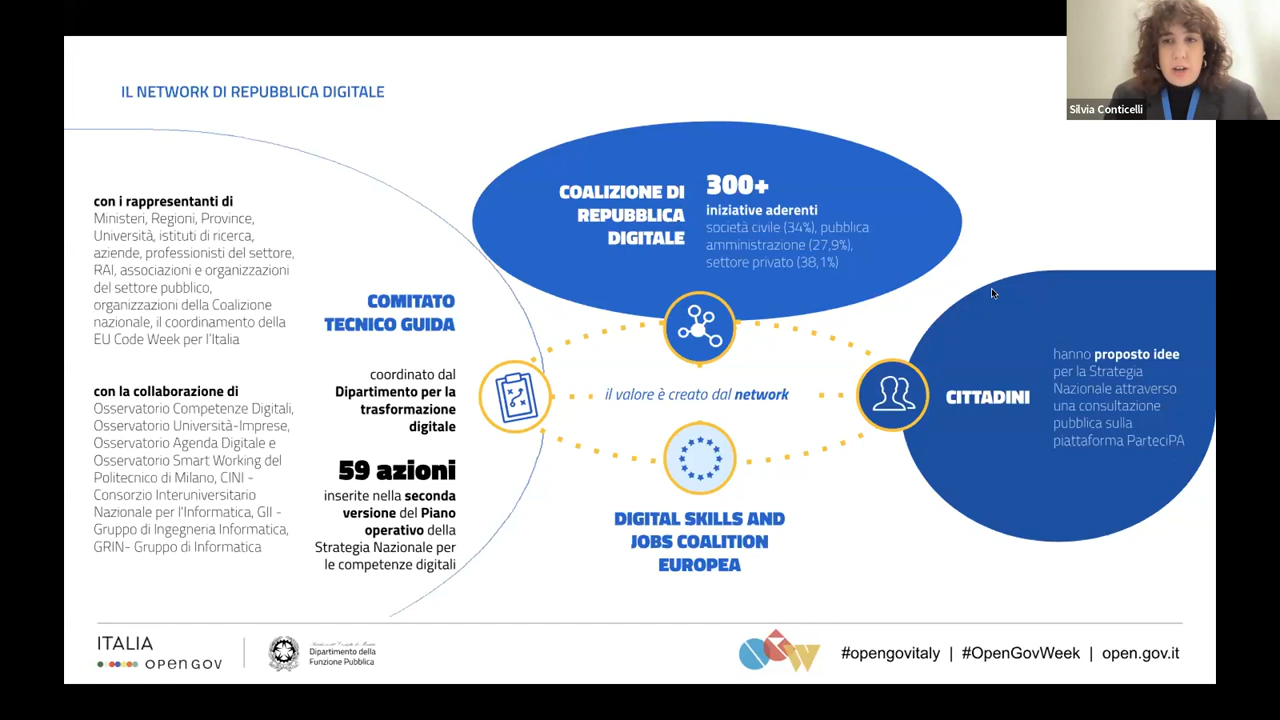 Silvia Conticelli
IL NETWORK DI REPUBBLICA DIGITALE
con i rappresentanti di
Ministeri, Regioni, Province,
Università, istituti di ricerca,
aziende, professionisti del settore,
RAI, associazioni e organizzazioni
del settore pubblico,
organizzazioni della Coalizione
nazionale, il coordinamento della
EU Code Week per l'Italia
con la collaborazione di
Osservatorio Competenze Digitali,
Osservatorio Università-Imprese,
Osservatorio Agenda Digitale e
Osservatorio Smart Working del
Politecnico di Milano, CINI -
Consorzio Interuniversitario
Nazionale per l'Informatica, GII -
Gruppo di Ingegneria Informatica,
GRIN- Gruppo di Informatica
COMITATO
TECNICO GUIDA
coordinato dal
Dipartimento per la
trasformazione
digitale
59 azioni
inserite nella seconda
versione del Piano
operativo della
Strategia Nazionale per
le competenze digitali
COALIZIONE DI
REPUBBLICA
DIGITALE
300+
iniziative aderenti
società civile (34%), pubblica
amministrazione (27,9%),
settore privato (38,1%)
il valore è creato dal network
DIGITAL SKILLS AND
JOBS COALITION
EUROPEA
CITTADINI
hanno proposto idee
per la Strategia
Nazionale attraverso
una consultazione
pubblica sulla
piattaforma ParteciPA
ITALIA
OPEN GOV
Dipartimento della
Funzione Pubblica
#opengovitaly | #OpenGovWeek | open.gov.it